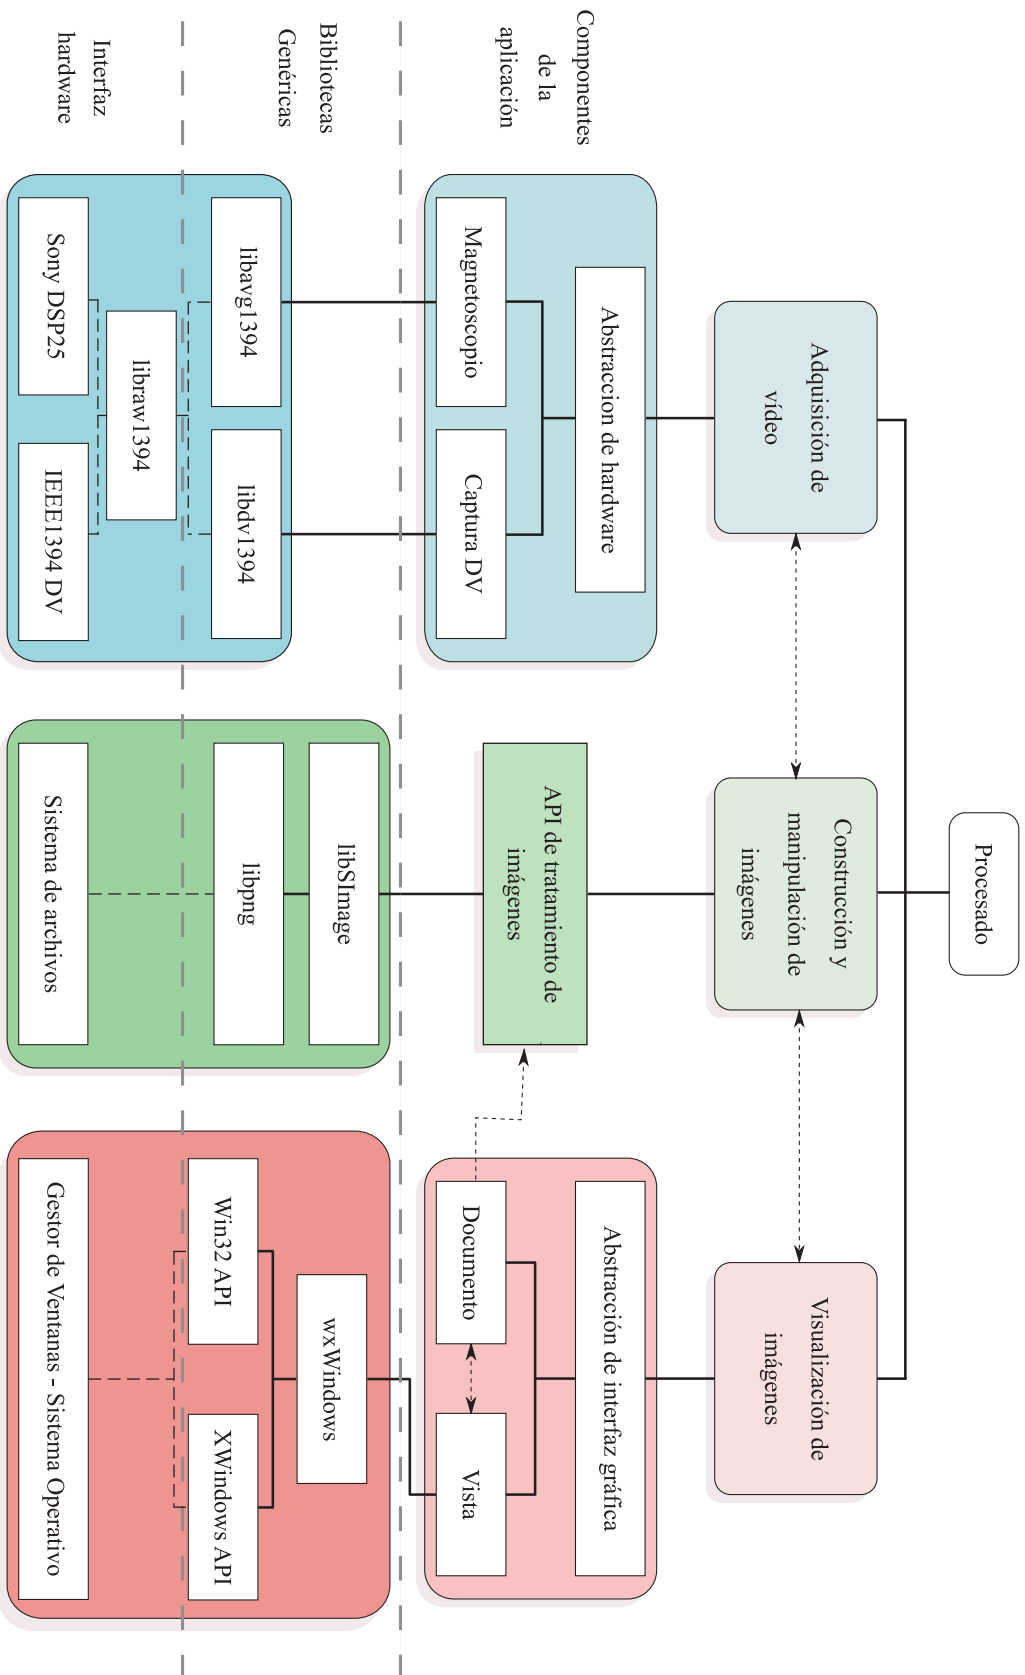 Procesado
Adquisición de
vídeo
Construcción y
manipulación de
imágenes
Visualización de
imágenes
Componentes
de la
aplicación
Abstraccion de hardware
Magnetoscopio
Captura DV
API de tratamiento de
imágenes
Abstracción de interfaz gráfica
Documento
Vista
Bibliotecas
Genéricas
libavg1394
libdv1394
libSImage
libpng
wxWindows
Win32 API
XWindows API
Interfaz
hardware
libraw1394
Sony DSP25
IEEE1394 DV
Sistema de archivos
Gestor de Ventanas - Sistema Operativo